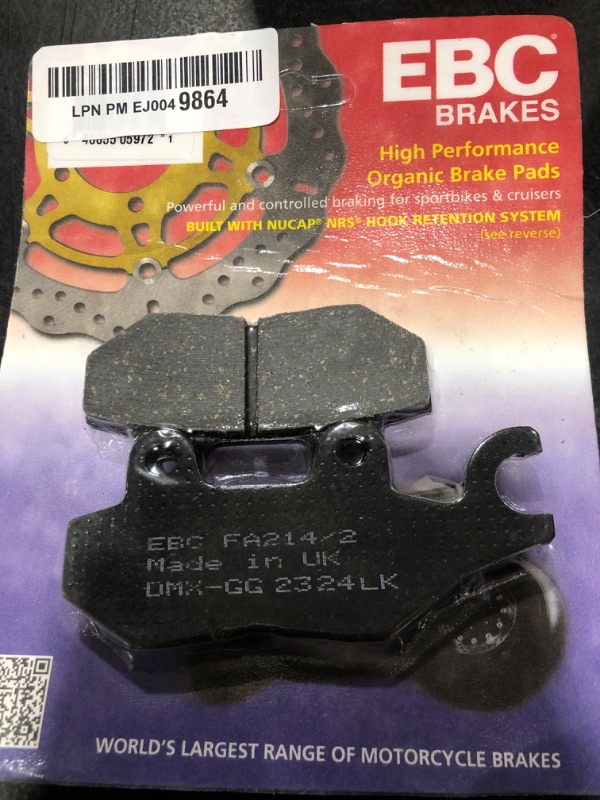 LPN PM EJ004 9864
EBC
BRAKES
High Performance
Organic Brake Pads
Powerful and controlled braking for sportbikes & cruisers
BUILT WITH NUCAP® NRS® HOOK RETENTION SYSTEM
(see reverse)
EBC FA214/2
Made in UK
DMX-GG 2324LK
WORLD'S LARGEST RANGE OF MOTORCYCLE BRAKES